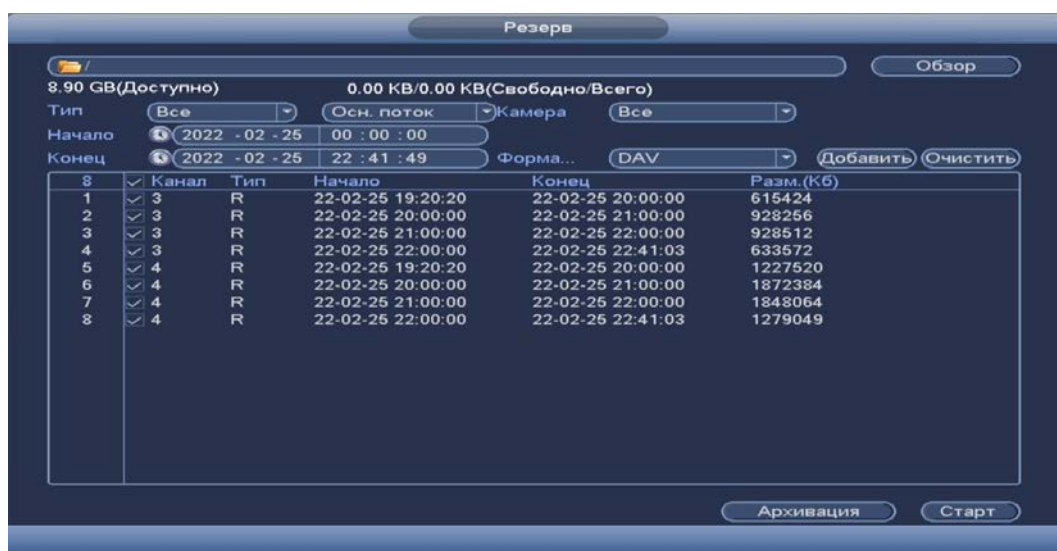 Резерв
/ Обзор
8.90 GB(Доступно) 0.00 KB/0.00 KB(Свободно/Всего)
Тип Все Осн. поток Камера Все
Начало 2022 - 02 - 25 00 : 00 : 00
Конец 2022 - 02 - 25 22 : 41 : 49 Форма... DAV Добавить Очистить
8 Канал Тип Начало Конец Разм.(Кб)
1 3 R 22-02-25 19:20:20 22-02-25 20:00:00 615424
2 3 R 22-02-25 20:00:00 22-02-25 21:00:00 928256
3 3 R 22-02-25 21:00:00 22-02-25 22:00:00 928512
4 3 R 22-02-25 22:00:00 22-02-25 22:41:03 633572
5 4 R 22-02-25 19:20:20 22-02-25 20:00:00 1227520
6 4 R 22-02-25 20:00:00 22-02-25 21:00:00 1872384
7 4 R 22-02-25 21:00:00 22-02-25 22:00:00 1848064
8 4 R 22-02-25 22:00:00 22-02-25 22:41:03 1279049
Архивация Старт